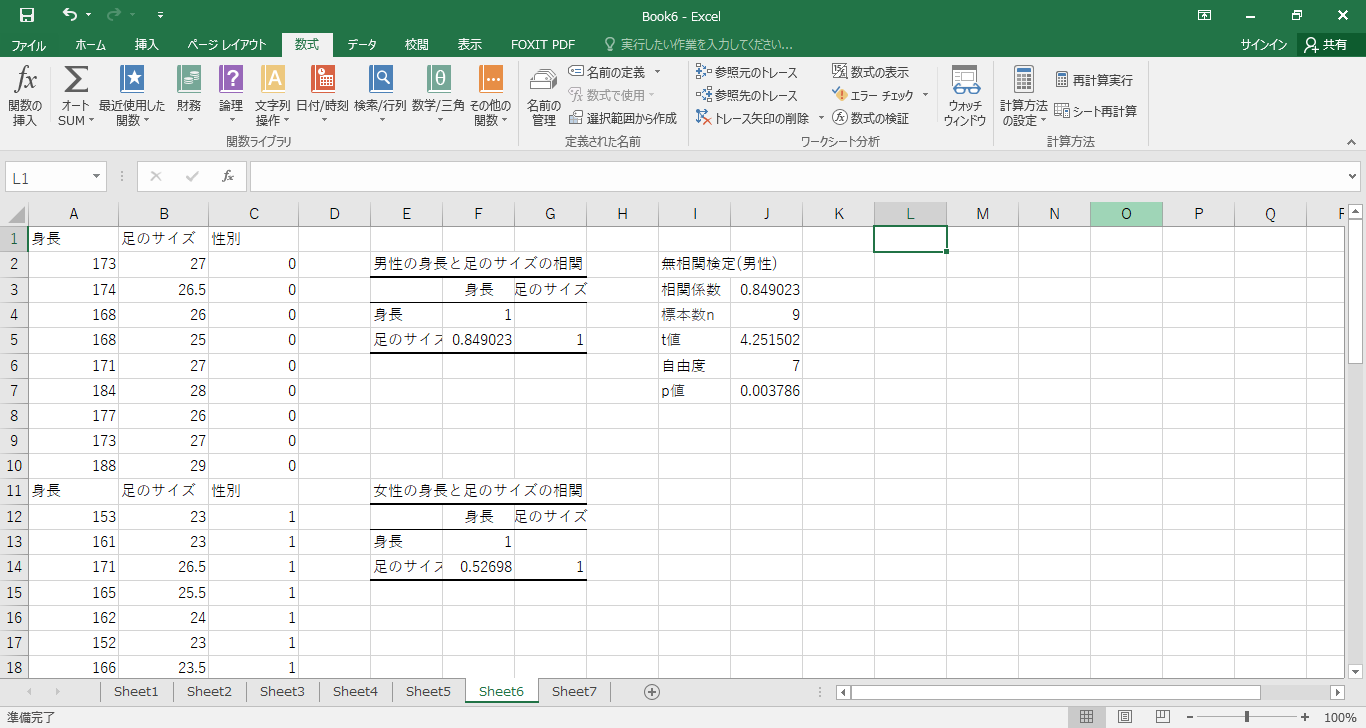 Book6 - Excel
ファイル ホーム 挿入 ページ レイアウト 数式 データ 校閲 表示 FOXIT PDF 実行したい作業を入力してください... サインイン 共有
fx 関数の挿入
Σ オート SUM
最近使用した関数
財務
? 論理
A 文字列操作
日付/時刻
検索/行列
θ 数学/三角
その他の関数
関数ライブラリ
名前の管理
名前の定義
数式で使用
選択範囲から作成
定義された名前
参照元のトレース
参照先のトレース
トレース矢印の削除
数式の表示
エラー チェック
数式の検証
ウォッチ ウィンドウ
ワークシート分析
計算方法の設定
再計算実行
シート再計算
計算方法
L1 fx
A B C D E F G H I J K L M N O P Q
1 身長 足のサイズ 性別
2 173 27 0 男性の身長と足のサイズの相関 無相関検定(男性)
3 174 26.5 0 身長 足のサイズ 相関係数 0.849023
4 168 26 0 身長 1 標本数n 9
5 168 25 0 足のサイズ 0.849023 1 t値 4.251502
6 171 27 0 自由度 7
7 184 28 0 p値 0.003786
8 177 26 0
9 173 27 0
10 188 29 0
11 身長 足のサイズ 性別 女性の身長と足のサイズの相関
12 153 23 1 身長 足のサイズ
13 161 23 1 身長 1
14 171 26.5 1 足のサイズ 0.52698 1
15 165 25.5 1
16 162 24 1
17 152 23 1
18 166 23.5 1
Sheet1 Sheet2 Sheet3 Sheet4 Sheet5 Sheet6 Sheet7
準備完了 100%